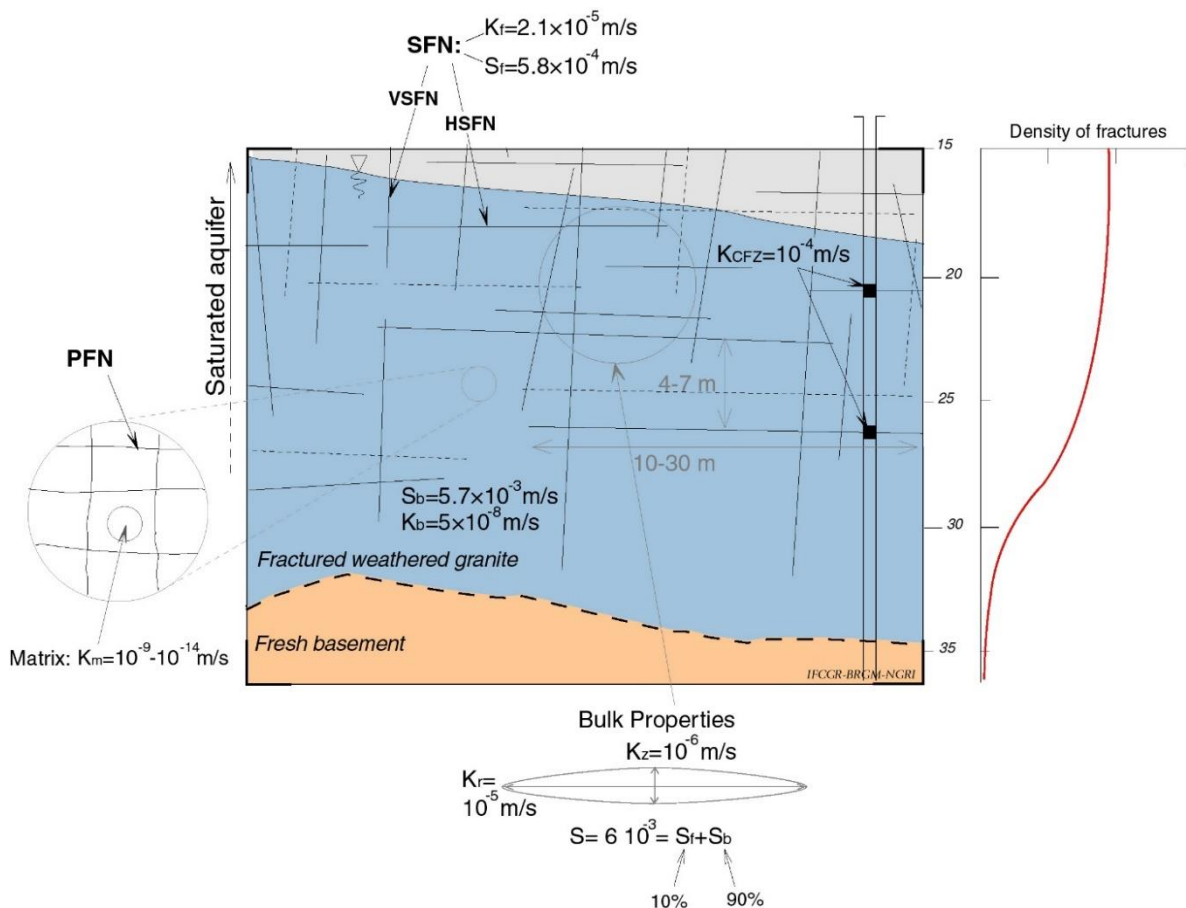 SFN:
Kf=2.1×10⁻⁵m/s
Sf=5.8×10⁻⁴m/s
VSFN
HSFN
Density of fractures
15
20
25
30
35
Saturated aquifer
KCFZ=10⁻⁴m/s
PFN
4-7 m
10-30 m
Sb=5.7×10⁻³m/s
Kb=5×10⁻⁸m/s
Fractured weathered granite
Fresh basement
Matrix: Km=10⁻⁹-10⁻¹⁴m/s
IFCGR-BRGM-NGRI
Bulk Properties
Kz=10⁻⁶m/s
Kr=
10⁻⁵m/s
S= 6 10⁻³= Sf+Sb
10%
90%